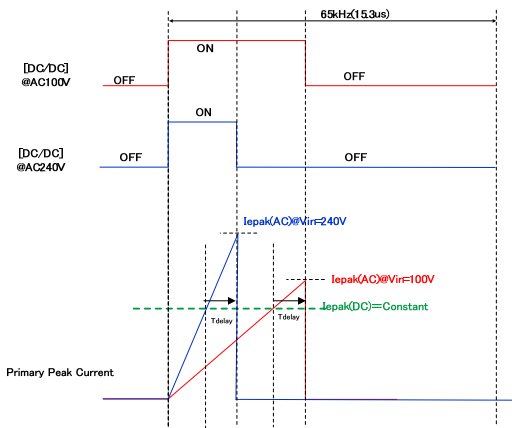 65kHz(15.3us)
ON
[DC/DC]
@AC100V
OFF
OFF
ON
[DC/DC]
@AC240V
OFF
OFF
Iepak(AC)@Vin=240V
Iepak(AC)@Vin=100V
Iepak(DC)=Constant
Tdelay
Tdelay
Primary Peak Current